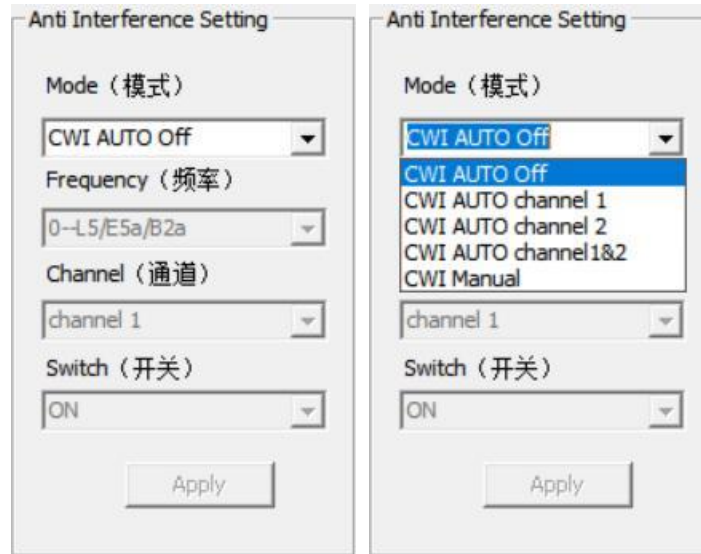 Anti Interference Setting
Mode（模式）
CWI AUTO Off
Frequency（频率）
0--L5/E5a/B2a
Channel（通道）
channel 1
Switch（开关）
ON
Apply
Anti Interference Setting
Mode（模式）
CWI AUTO Off
CWI AUTO Off
CWI AUTO channel 1
CWI AUTO channel 2
CWI AUTO channel1&2
CWI Manual
channel 1
Switch（开关）
ON
Apply